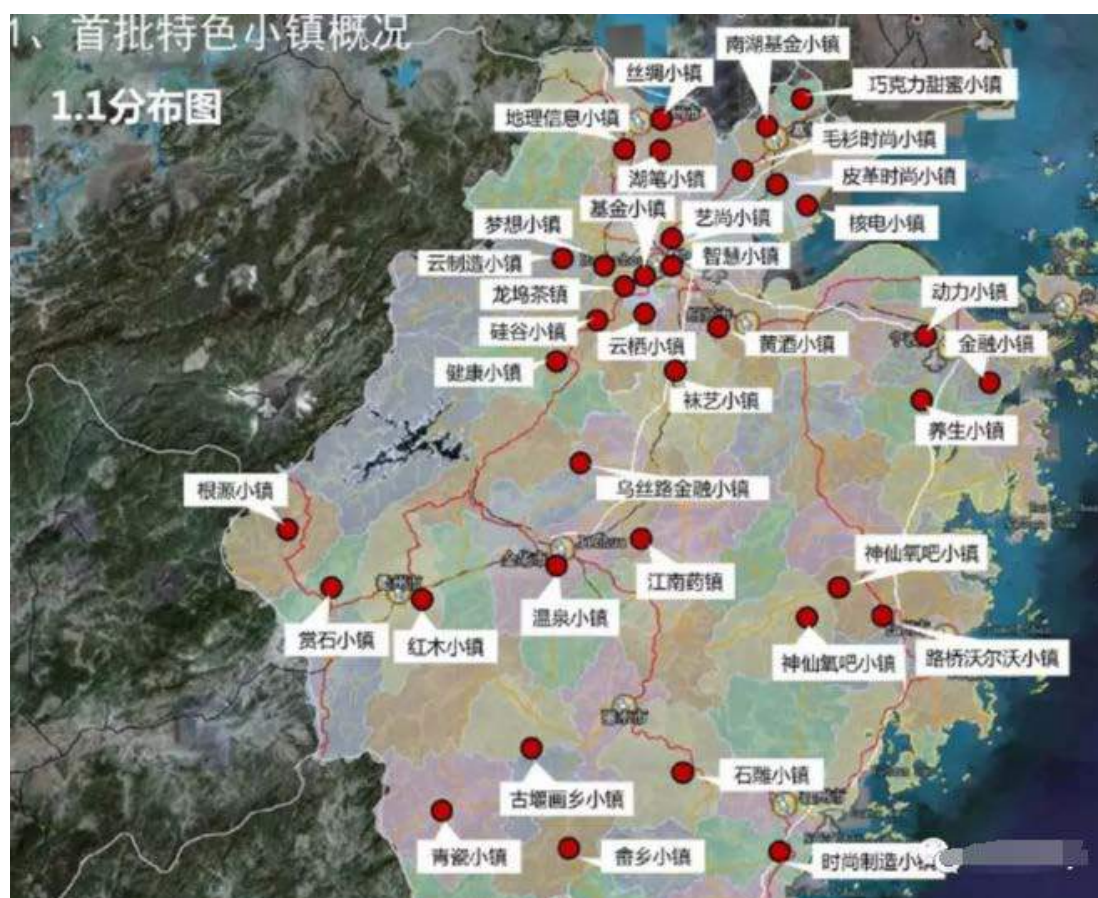 1、首批特色小镇概况
1.1分布图
南湖基金小镇
丝绸小镇
巧克力甜蜜小镇
地理信息小镇
毛衫时尚小镇
湖笔小镇
皮革时尚小镇
基金小镇
艺尚小镇
核电小镇
梦想小镇
云制造小镇
智慧小镇
龙坞茶镇
动力小镇
硅谷小镇
云栖小镇
黄酒小镇
金融小镇
健康小镇
袜艺小镇
养生小镇
根源小镇
乌丝路金融小镇
神仙氧吧小镇
江南药镇
温泉小镇
赏石小镇
红木小镇
神仙氧吧小镇
路桥沃尔沃小镇
衢州市
丽水市
石雕小镇
古堰画乡小镇
青瓷小镇
畲乡小镇
时尚制造小镇